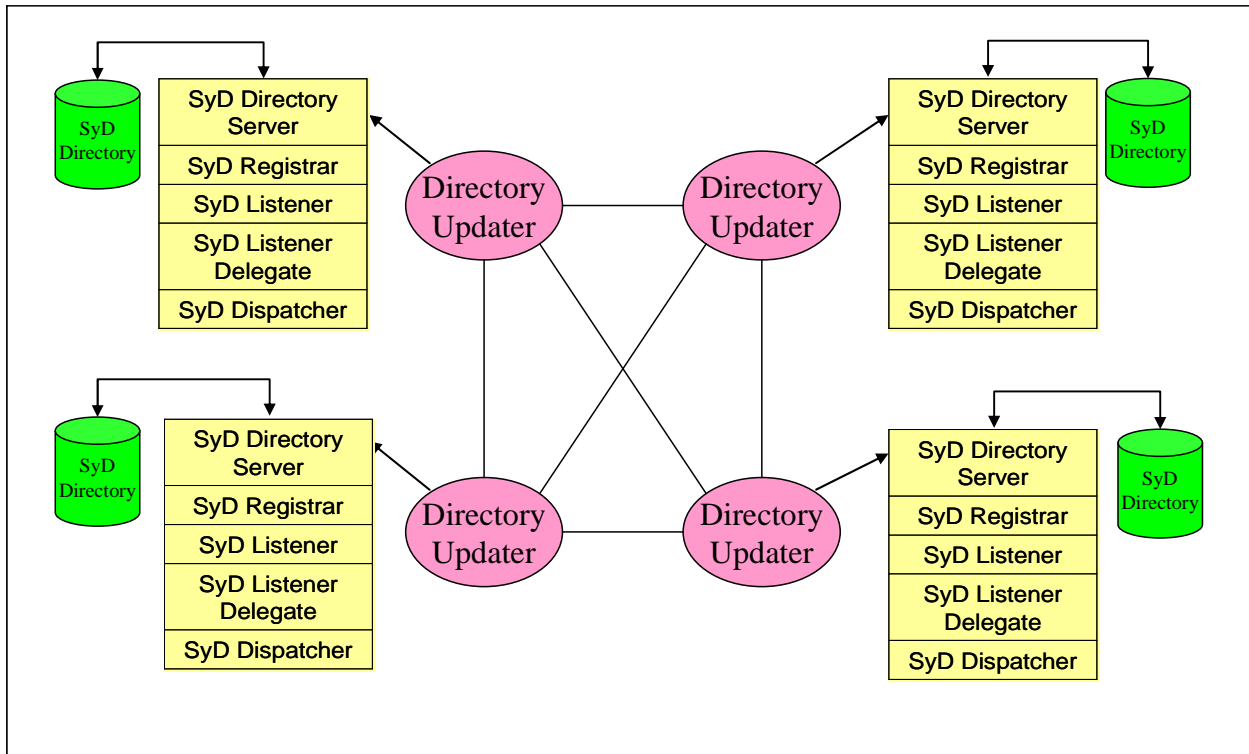 SyD
Directory
SyD Directory
Server
SyD Registrar
SyD Listener
SyD Listener
Delegate
SyD Dispatcher
Directory
Updater
Directory
Updater
SyD Directory
Server
SyD Registrar
SyD Listener
SyD Listener
Delegate
SyD Dispatcher
SyD
Directory
SyD
Directory
SyD Directory
Server
SyD Registrar
SyD Listener
SyD Listener
Delegate
SyD Dispatcher
Directory
Updater
Directory
Updater
SyD Directory
Server
SyD Registrar
SyD Listener
SyD Listener
Delegate
SyD Dispatcher
SyD
Directory